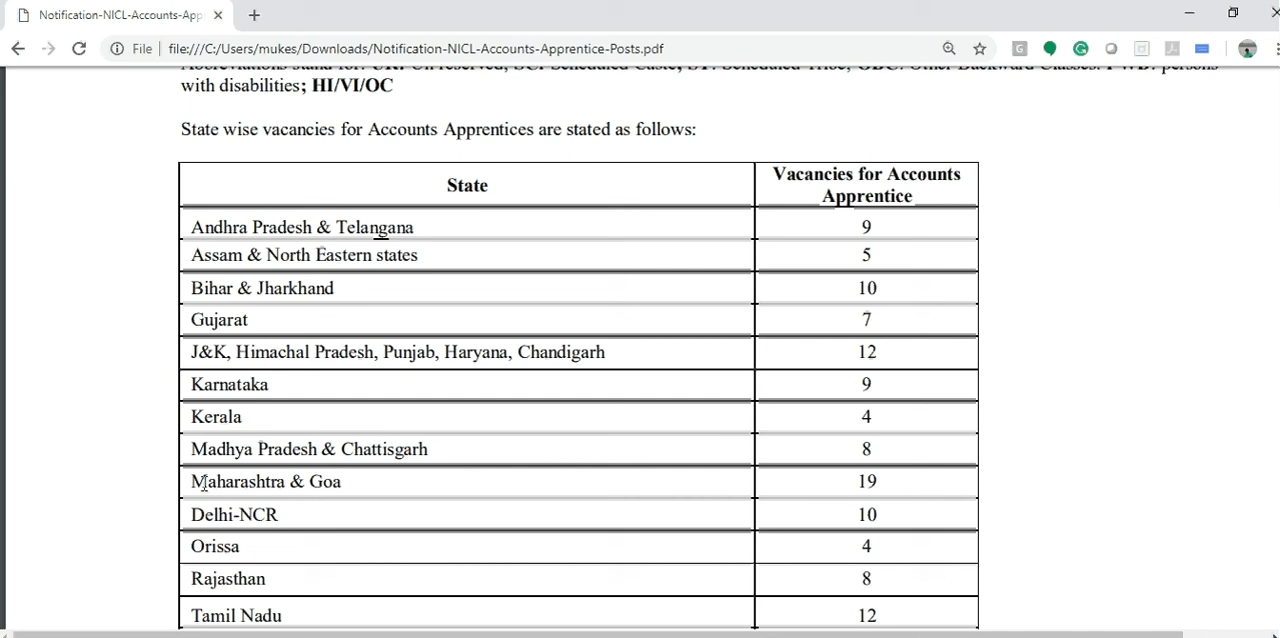 Notification-NICL-Accounts-App
File file:///C:/Users/mukes/Downloads/Notification-NICL-Accounts-Apprentice-Posts.pdf
with disabilities; HI/VI/OC
State wise vacancies for Accounts Apprentices are stated as follows:
State Vacancies for Accounts Apprentice
Andhra Pradesh & Telangana 9
Assam & North Eastern states 5
Bihar & Jharkhand 10
Gujarat 7
J&K, Himachal Pradesh, Punjab, Haryana, Chandigarh 12
Karnataka 9
Kerala 4
Madhya Pradesh & Chattisgarh 8
Maharashtra & Goa 19
Delhi-NCR 10
Orissa 4
Rajasthan 8
Tamil Nadu 12